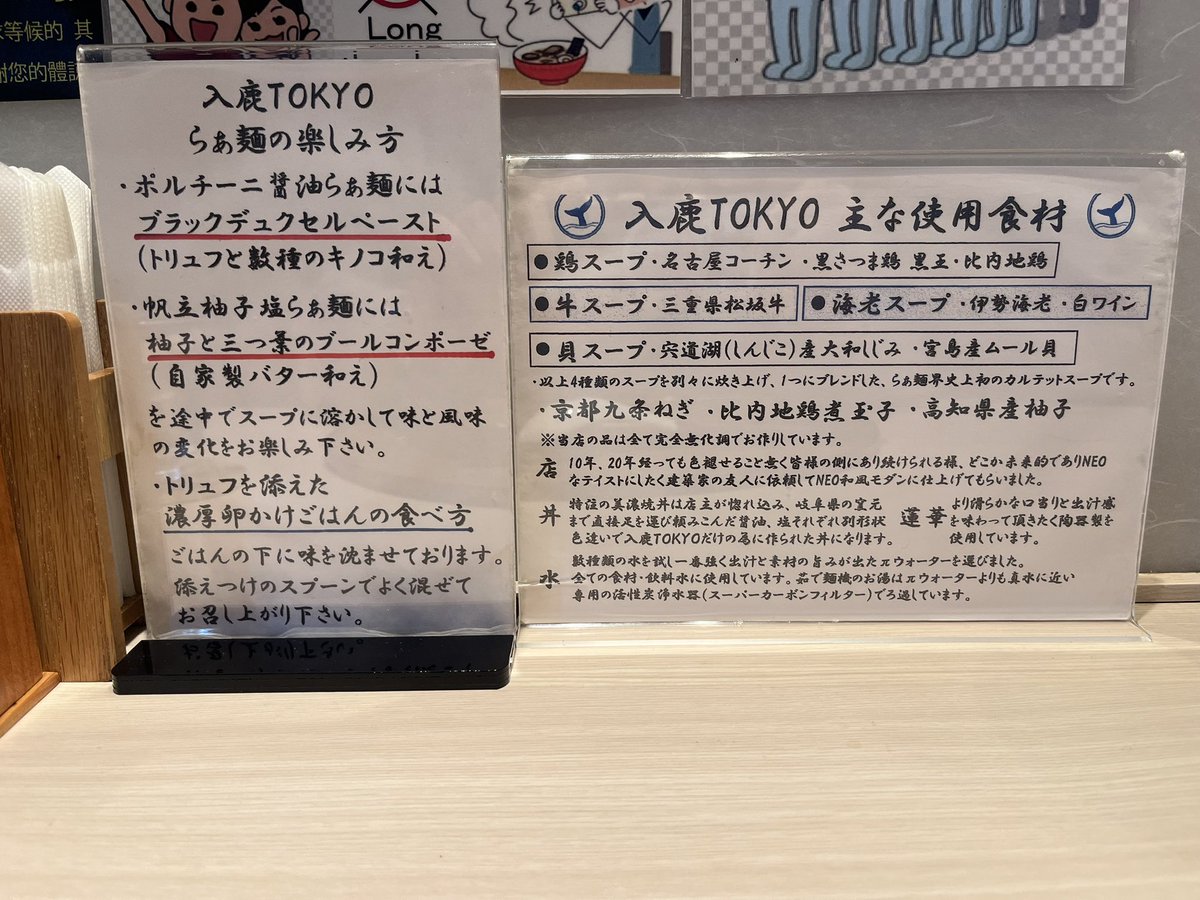 求等候的 其
謝您的體
Long
入鹿TOKYO
らぁ麺の楽しみ方
・ポルチーニ醤油らぁ麺には
ブラックデュクセルペースト
(トリュフと数種のキノコ和え)
・帆立柚子塩らぁ麺には
柚子と三つ葉のブールコンポーゼ
(自家製バター和え)
を途中でスープに溶かして味と風味
の変化をお楽しみ下さい。
・トリュフを添えた
濃厚卵かけごはんの食べ方
ごはんの下に味を沈ませております。
添えつけのスプーンでよく混ぜて
お召し上がり下さい。
入鹿TOKYO 主な使用食材
●鶏スープ・名古屋コーチン・黒さつま鶏 黒王・比内地鶏
●牛スープ・三重県松坂牛
●海老スープ・伊勢海老・白ワイン
●貝スープ・宍道湖(しんじこ)産大和しじみ・宮島産ムール貝
・以上4種類のスープを別々に炊き上げ、1つにブレンドした、らぁ麺界史上初のカルテットスープです。
・京都九条ねぎ・比内地鶏煮玉子・高知県産柚子
※当店の品は全て完全無化調でお作りしています。
店 10年、20年経っても色褪せること無く皆様の側にあり続けられる様、どこか未来的でありNEO
なテイストにしたく建築家の友人に依頼してNEO和風モダンに仕上げてもらいました。
丼 特注の美濃焼丼は店主が惚れ込み、岐阜県の窯元
まで直接足を運び頼みこんだ醤油、塩それぞれ別形状
色違いで入鹿TOKYOだけの為に作られた丼になります。
蓮華 より滑らかな口当りと出汁感
を味わって頂きたく陶器製を
使用しています。
水 数種類の水を試し一番強く出汁と素材の旨みが出たπウォーターを選びました。
全ての食材・飲料水に使用しています。茹で麺機のお湯はπウォーターよりも真水に近い
専用の活性炭浄水器(スーパーカーボンフィルター)でろ過しています。